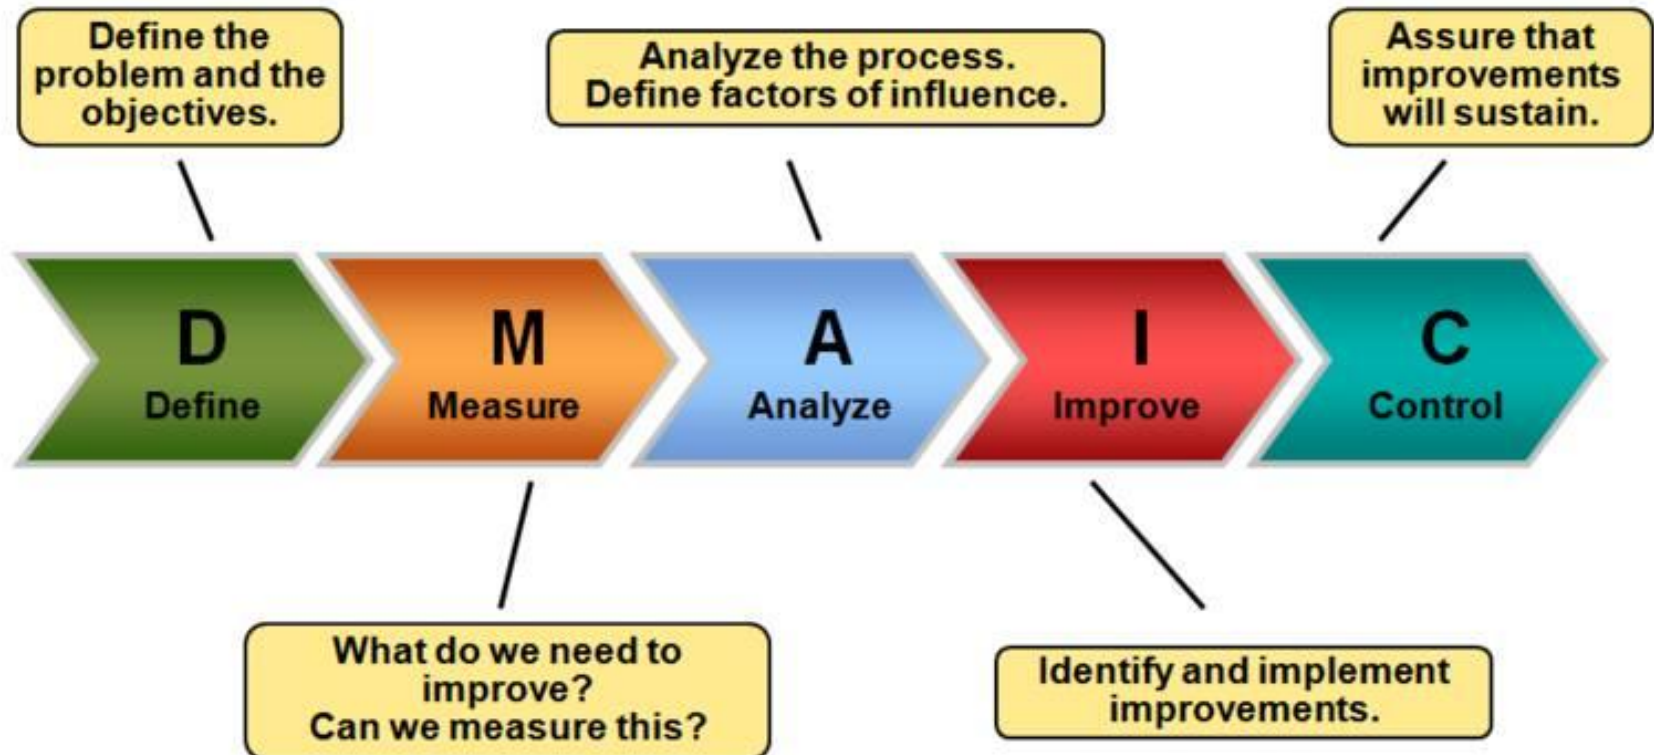 Define the
problem and the
objectives.
Analyze the process.
Define factors of influence.
Assure that
improvements
will sustain.
D
Define
M
Measure
A
Analyze
I
Improve
C
Control
What do we need to
improve?
Can we measure this?
Identify and implement
improvements.